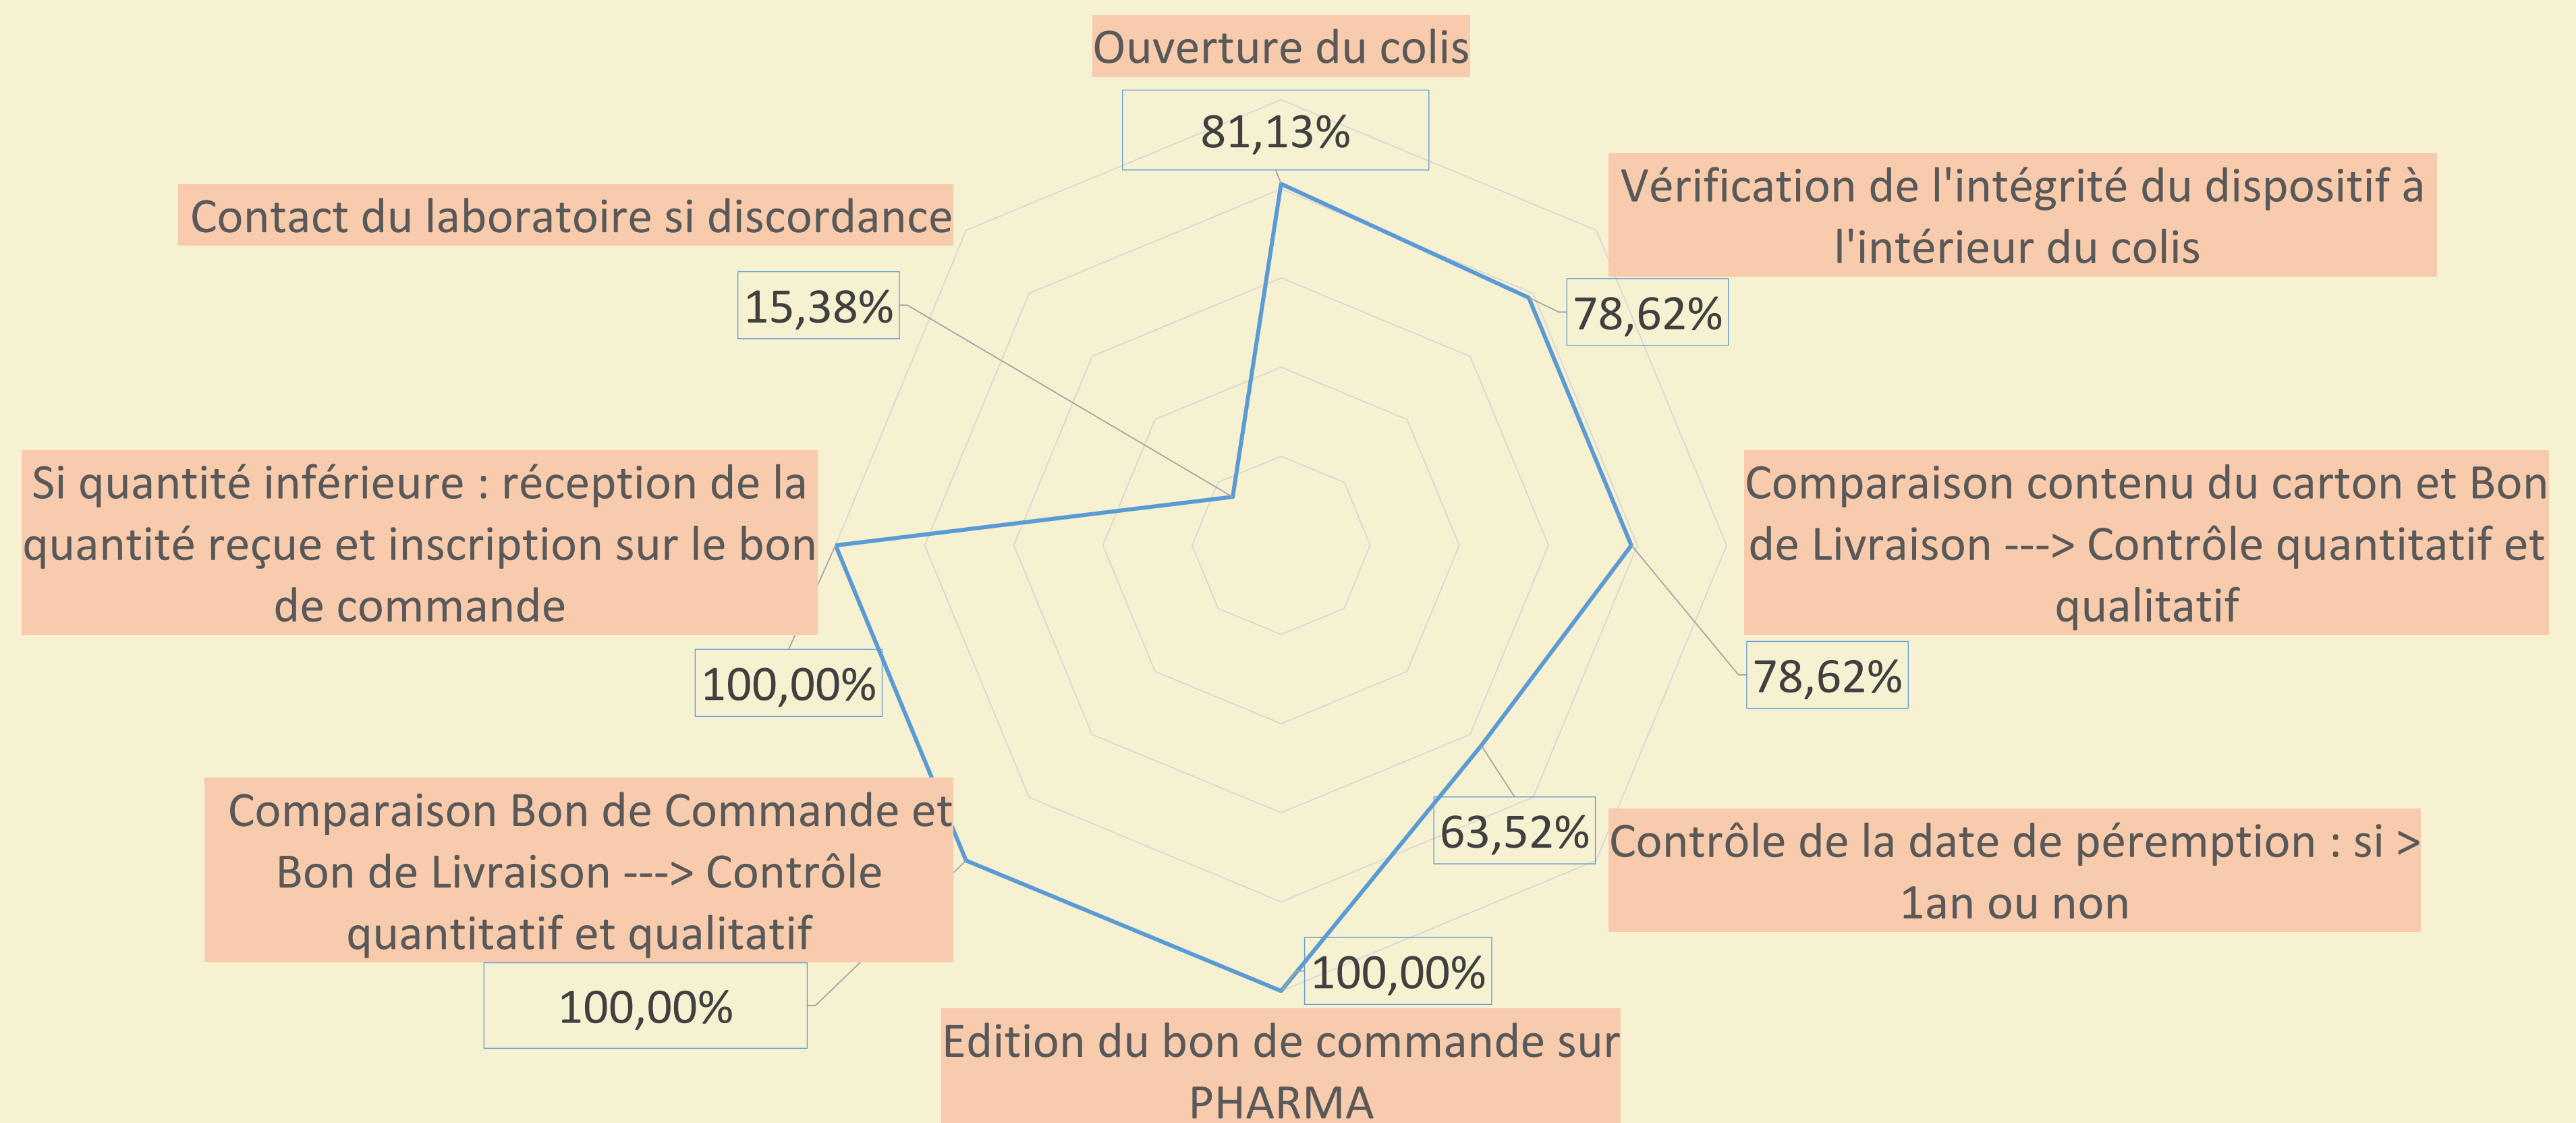 Ouverture du colis
81,13%
Vérification de l'intégrité du dispositif à
l'intérieur du colis
78,62%
Comparaison contenu du carton et Bon
de Livraison ---> Contrôle quantitatif et
qualitatif
78,62%
Contrôle de la date de péremption : si >
1an ou non
63,52%
Edition du bon de commande sur
PHARMA
100,00%
Comparaison Bon de Commande et
Bon de Livraison ---> Contrôle
quantitatif et qualitatif
100,00%
Si quantité inférieure : réception de la
quantité reçue et inscription sur le bon
de commande
100,00%
Contact du laboratoire si discordance
15,38%